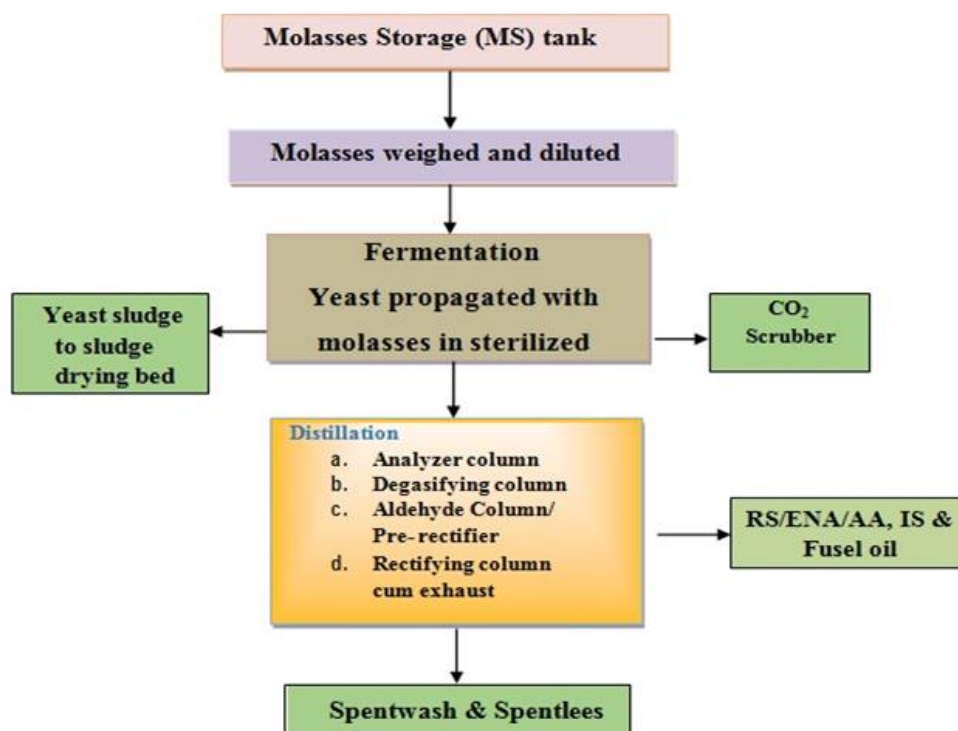 Molasses Storage (MS) tank
Molasses weighed and diluted
Fermentation
Yeast propagated with
molasses in sterilized
Yeast sludge
to sludge
drying bed
CO₂
Scrubber
Distillation
a. Analyzer column
b. Degasifying column
c. Aldehyde Column/
Pre-rectifier
d. Rectifying column
cum exhaust
RS/ENA/AA, IS &
Fusel oil
Spentwash & Spentlees